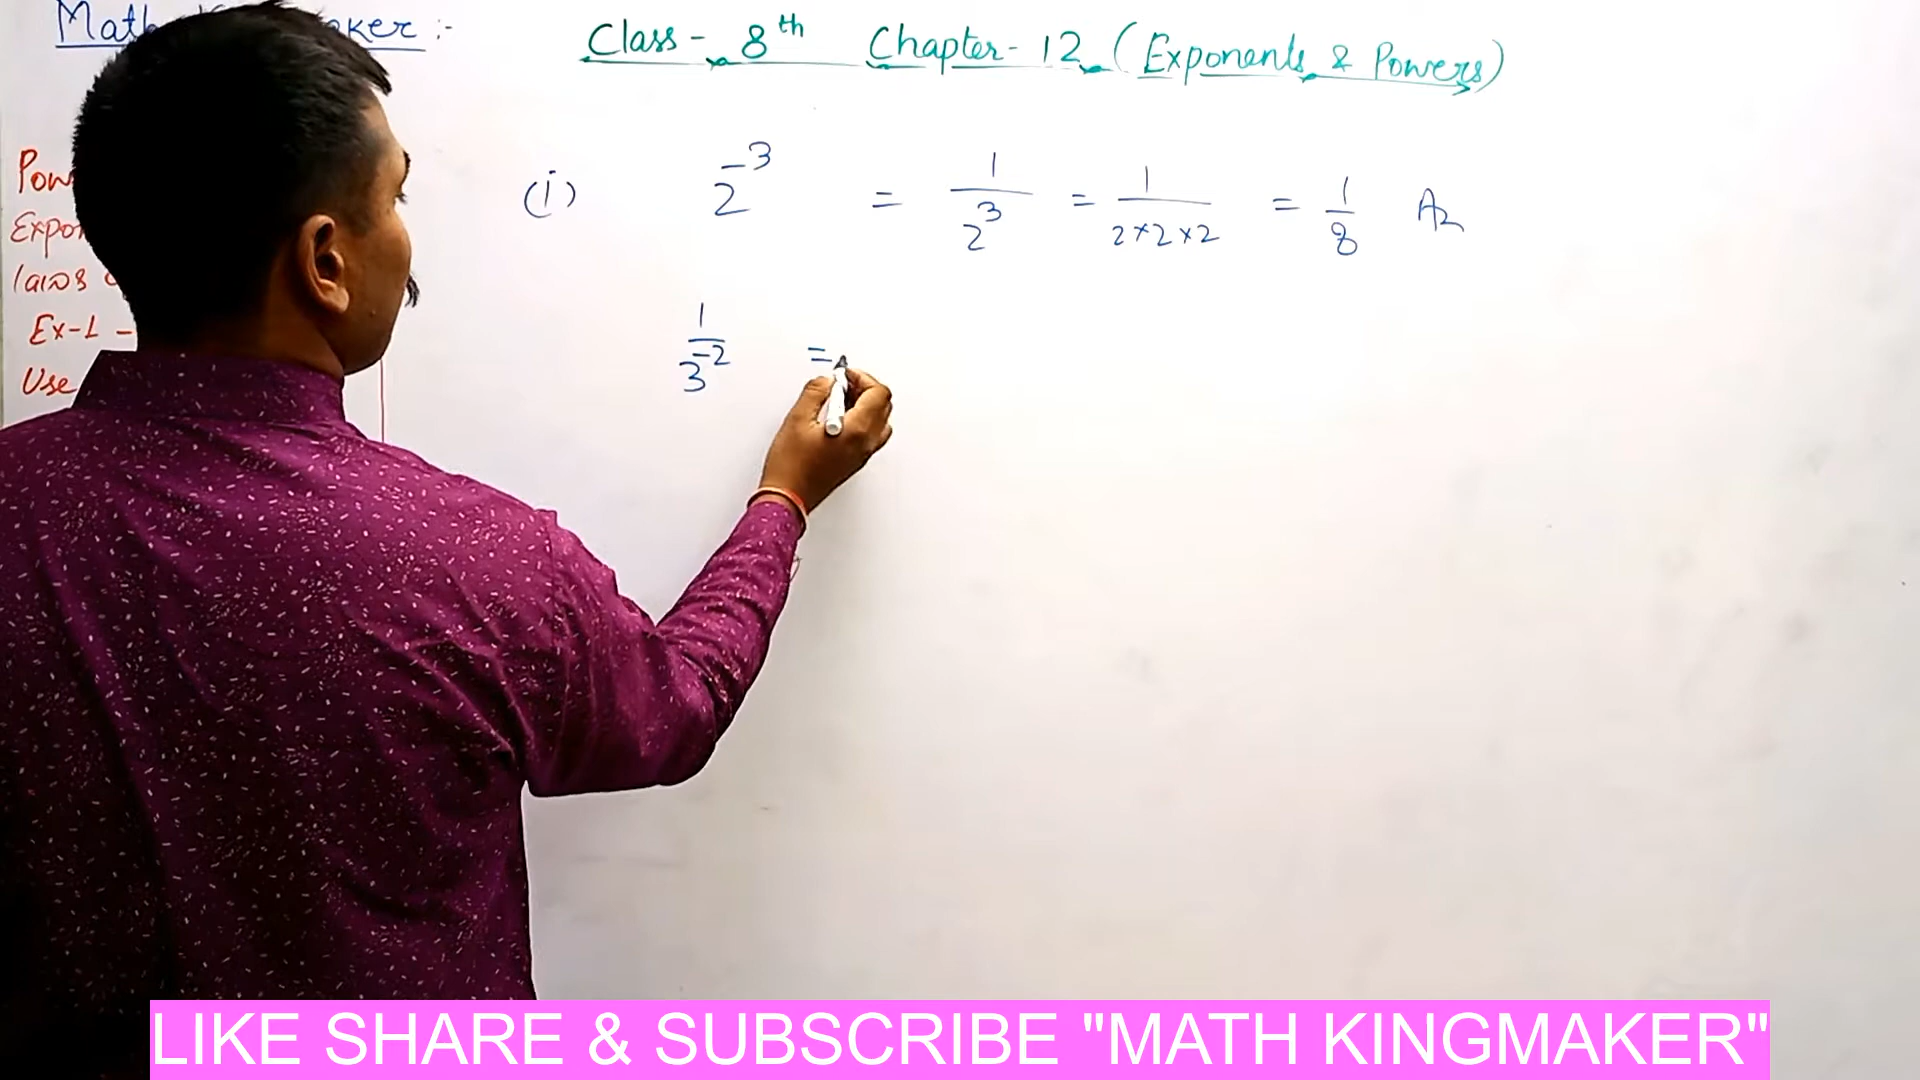 :-
Class - 8th Chapter - 12 (Exponents & Powers)
(i) 2^-3 = 1/2^3 = 1/(2×2×2) = 1/8
1/3^-2 =
Ex-1 -
Use
LIKE SHARE & SUBSCRIBE "MATH KINGMAKER"